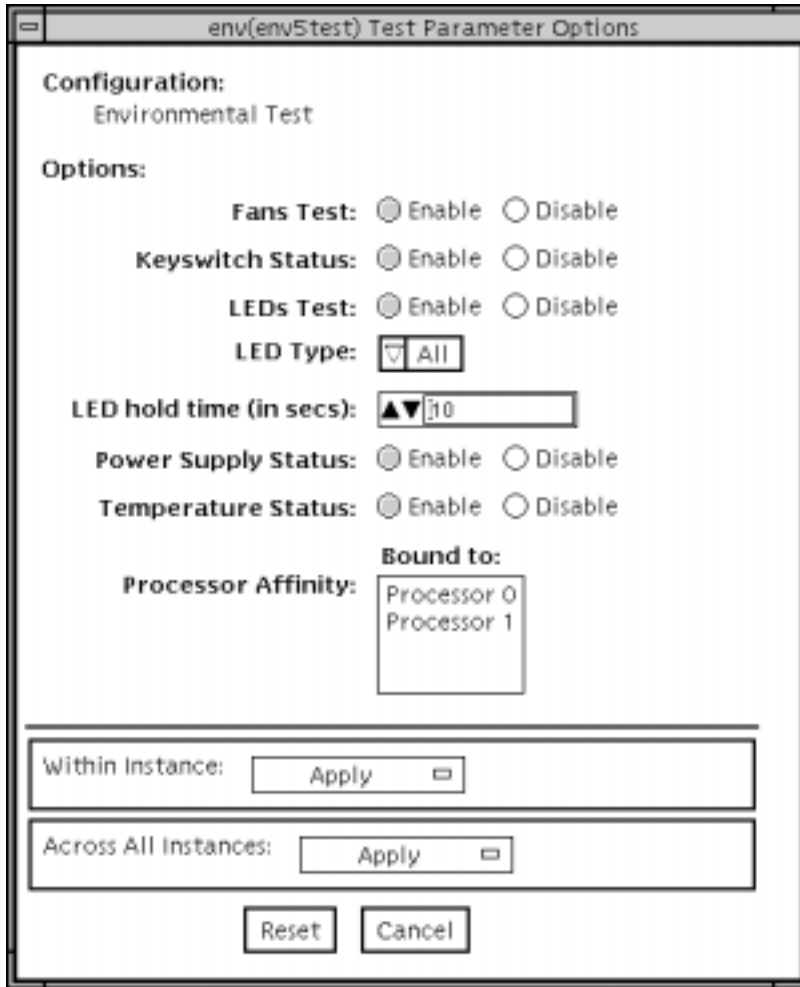 env(env5test) Test Parameter Options
Configuration:
Environmental Test
Options:
Fans Test: Enable Disable
Keyswitch Status: Enable Disable
LEDs Test: Enable Disable
LED Type: All
LED hold time (in secs): 10
Power Supply Status: Enable Disable
Temperature Status: Enable Disable
Bound to:
Processor Affinity:
Processor 0
Processor 1
Within Instance: Apply
Across All Instances: Apply
Reset Cancel